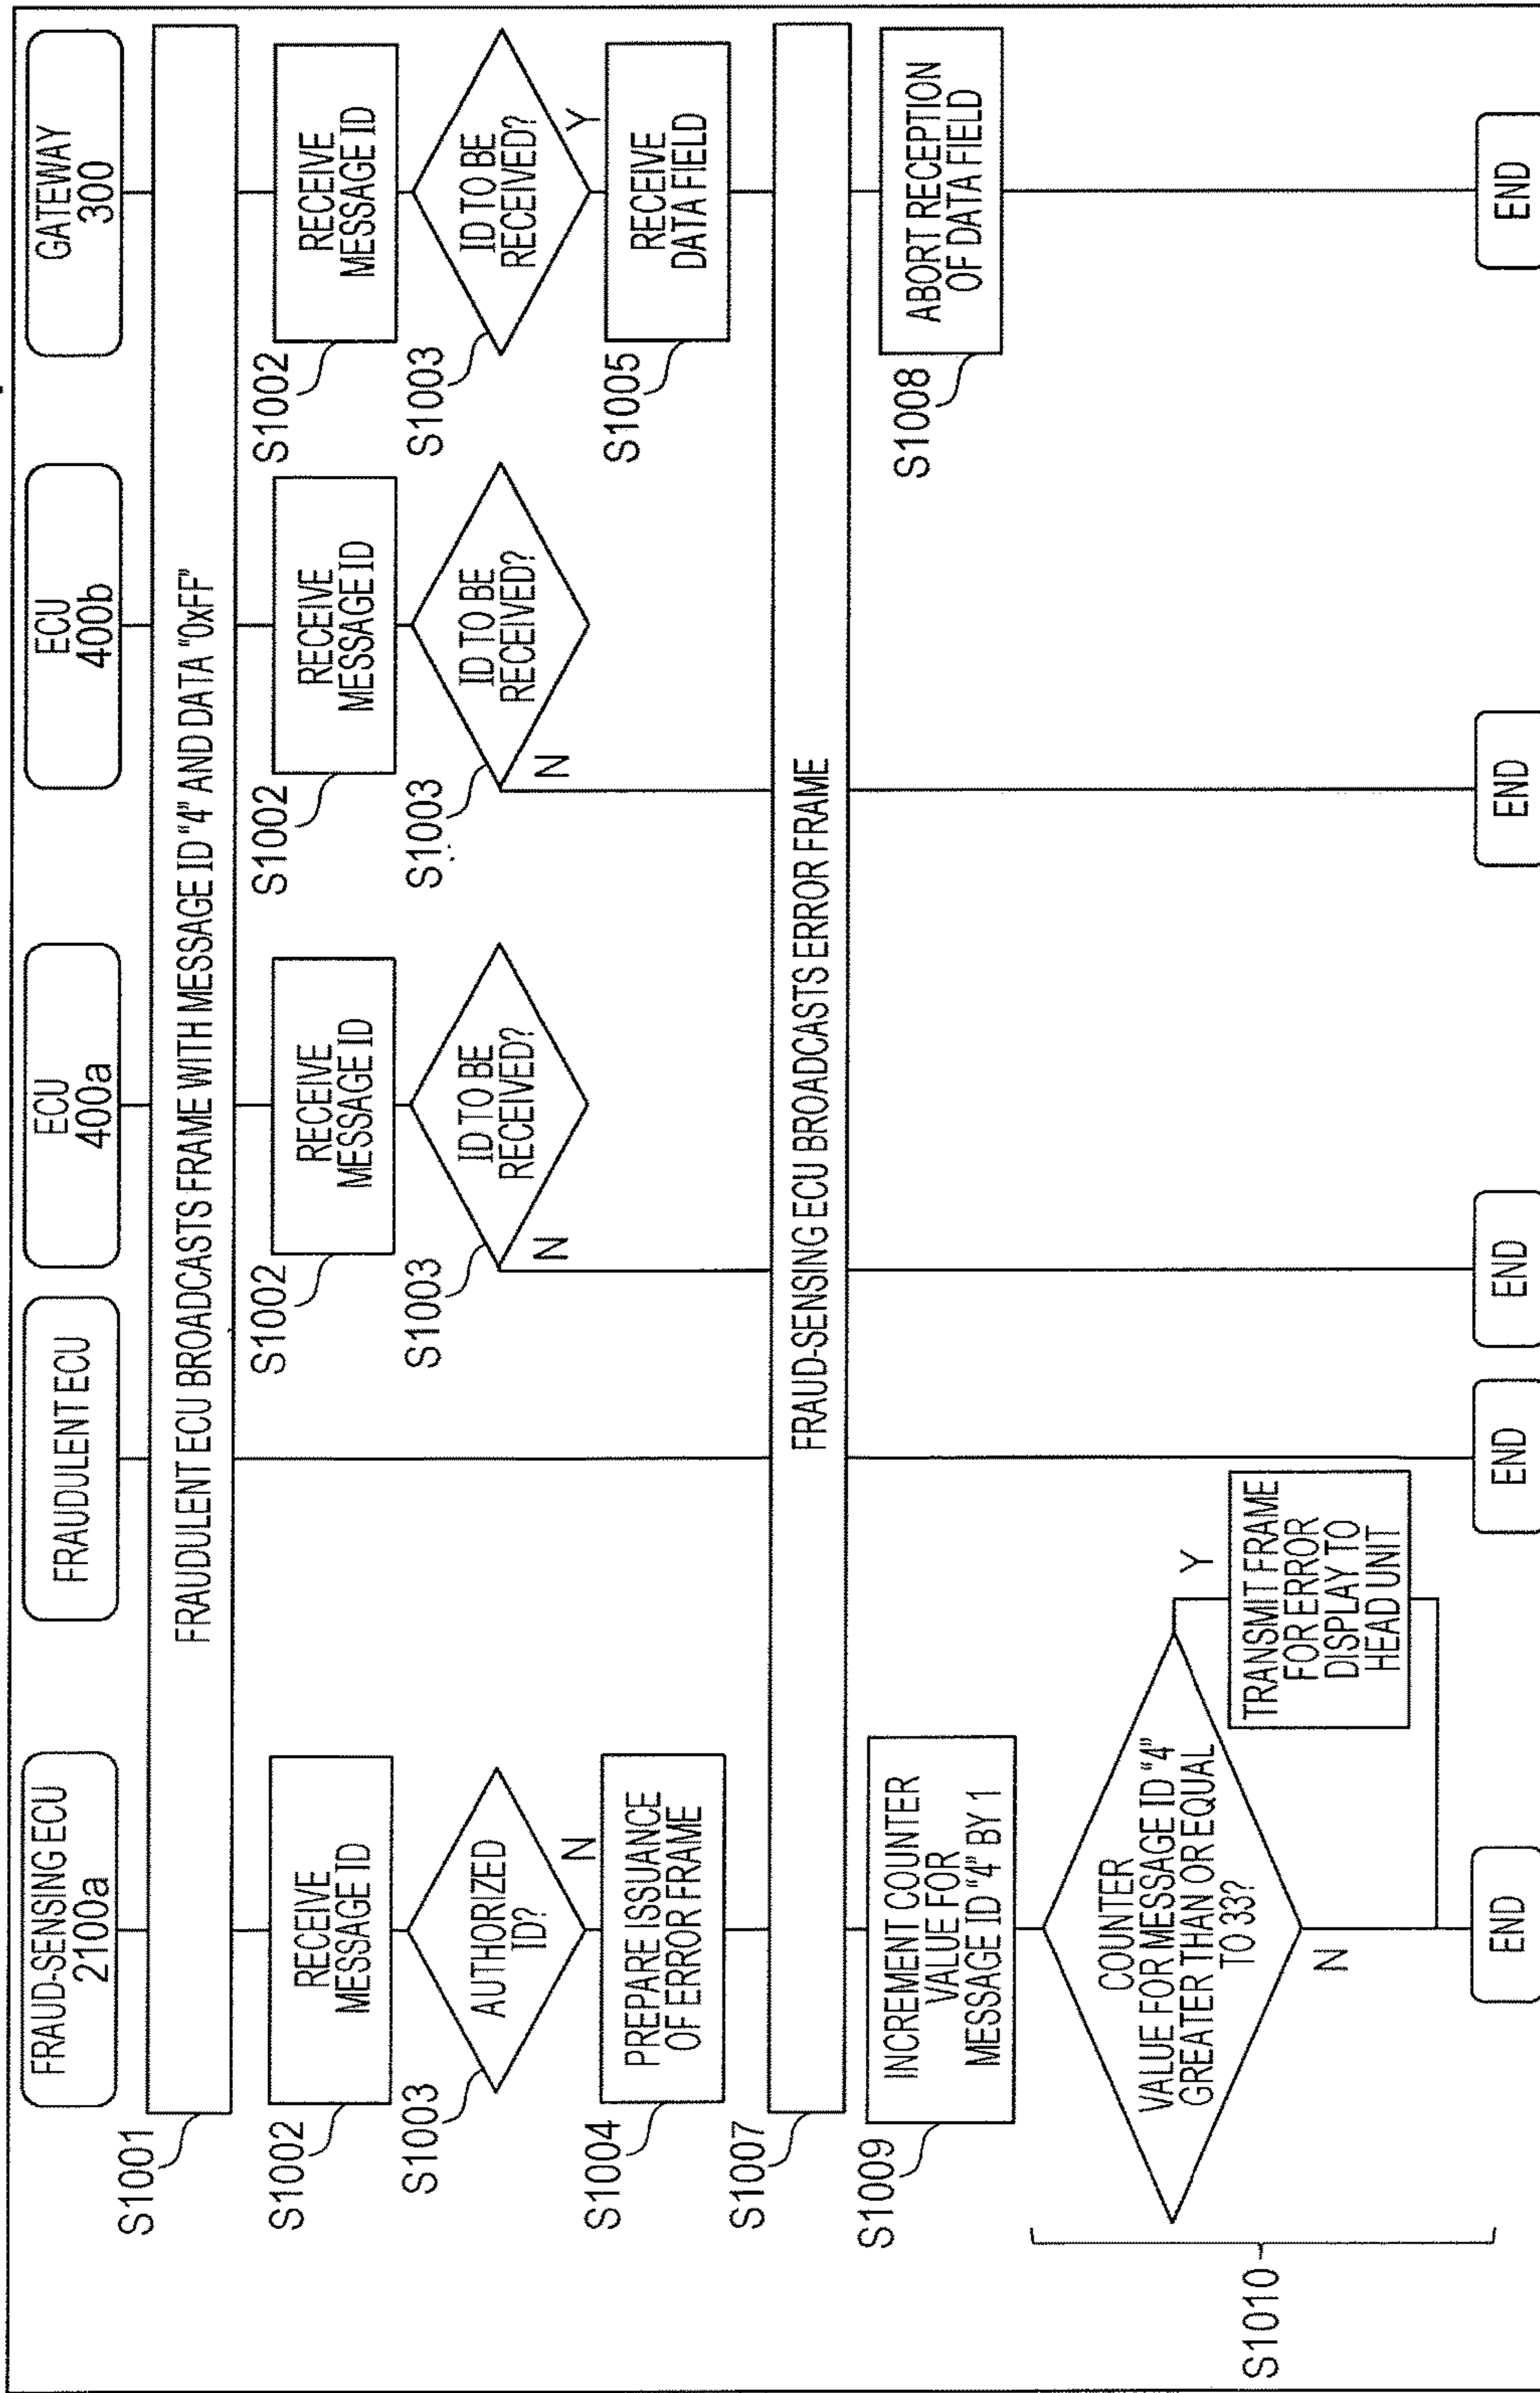 FRAUD-SENSING ECU
2100a
FRAUDULENT ECU
ECU
400a
ECU
400b
GATEWAY
300
S1001
FRAUDULENT ECU BROADCASTS FRAME WITH MESSAGE ID "4" AND DATA "0xFF"
S1002
RECEIVE
MESSAGE ID
S1002
RECEIVE
MESSAGE ID
S1002
RECEIVE
MESSAGE ID
S1002
RECEIVE
MESSAGE ID
S1003
AUTHORIZED
ID?
N
S1003
ID TO BE
RECEIVED?
N
S1003
ID TO BE
RECEIVED?
N
S1003
ID TO BE
RECEIVED?
Y
S1004
PREPARE ISSUANCE
OF ERROR FRAME
S1005
RECEIVE
DATA FIELD
S1007
FRAUD-SENSING ECU BROADCASTS ERROR FRAME
S1009
INCREMENT COUNTER
VALUE FOR
MESSAGE ID "4" BY 1
S1008
ABORT RECEPTION
OF DATA FIELD
S1010
COUNTER
VALUE FOR MESSAGE ID "4"
GREATER THAN OR EQUAL
TO 33?
Y
N
TRANSMIT FRAME
FOR ERROR
DISPLAY TO
HEAD UNIT
END
END
END
END
END